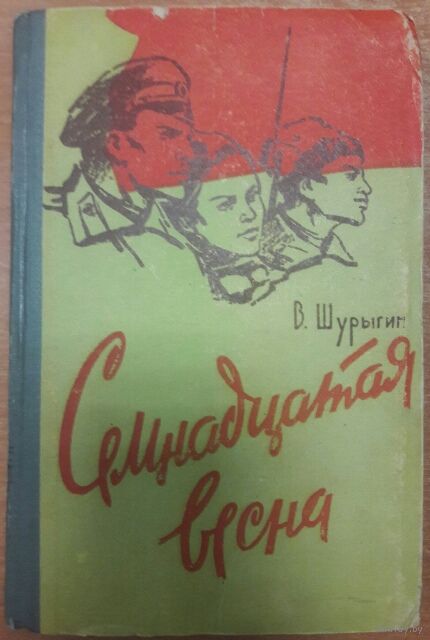 В. Шурыгин
Семнадцатая
весна